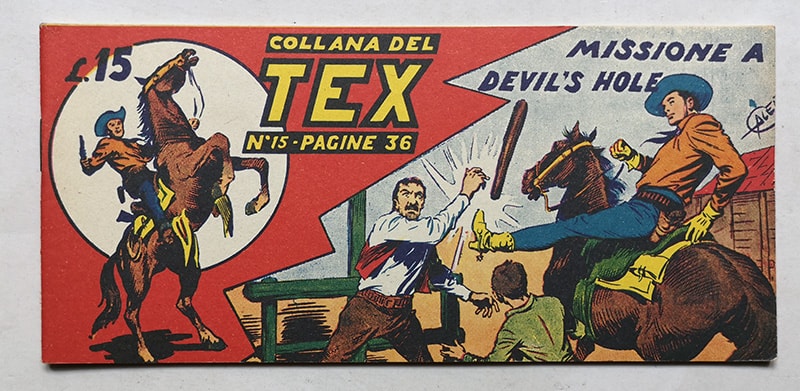 L.15
COLLANA DEL
TEX
N°15-PAGINE 36
MISSIONE A
DEVIL'S HOLE